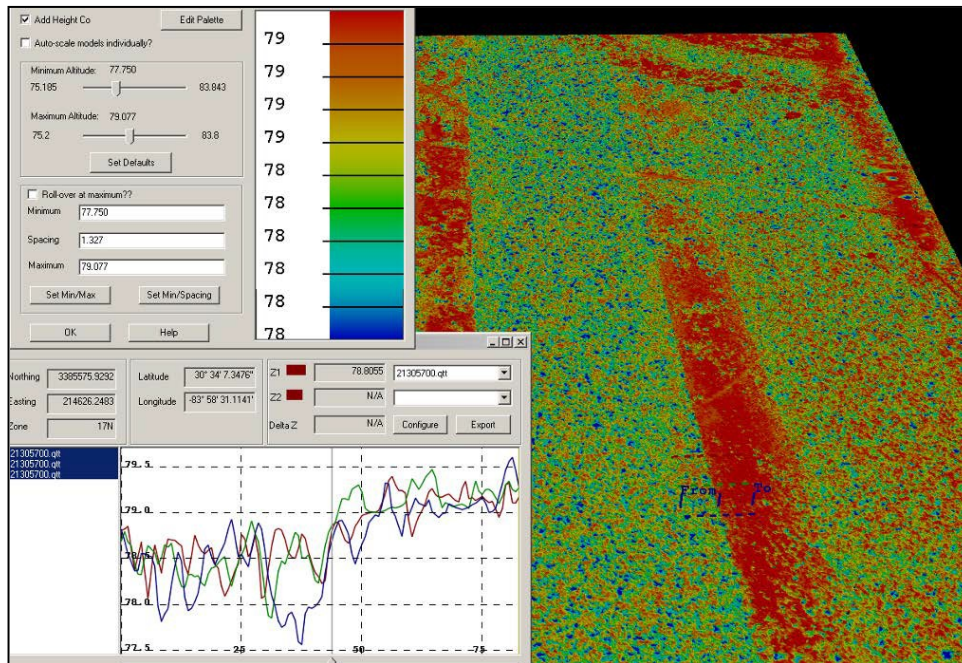 Add Height Co
Edit Palette
Auto-scale models individually?
Minimum Altitude: 77.750
75.185 83.843
Maximum Altitude: 79.077
75.2 83.8
Set Defaults
Roll-over at maximum??
Minimum 77.750
Spacing 1.327
Maximum 79.077
Set Min/Max Set Min/Spacing
OK Help
79
79
79
79
78
78
78
78
78
78
Northing 3385575.9292
Easting 214626.2483
Zone 17N
Latitude 30° 34' 7.3476"
Longitude -83° 58' 31.1141'
Z1 78.8055 21305700.qtt
Z2 N/A
Delta Z N/A Configure Export
21305700.qtt
21305700.qtt
21305700.qtt
79.5
79.0
78.5
78.0
77.5
25 50 75
From To